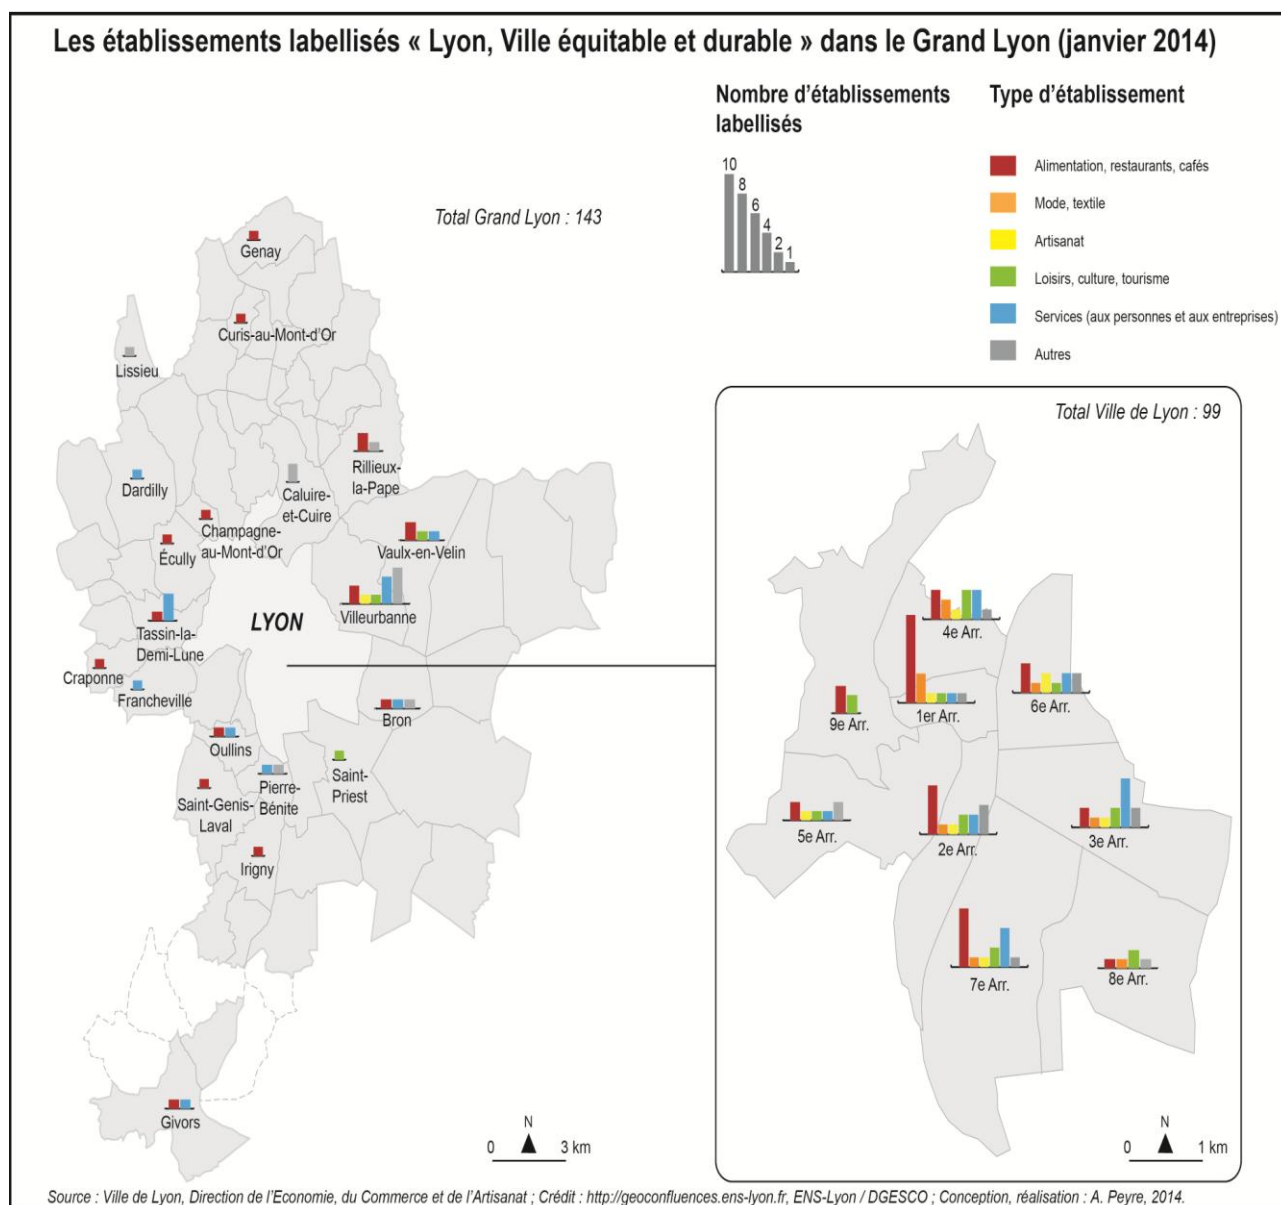 Les établissements labellisés « Lyon, Ville équitable et durable » dans le Grand Lyon (janvier 2014)
Nombre d'établissements
labellisés
10
8
6
4
2
1
Type d'établissement
Alimentation, restaurants, cafés
Mode, textile
Artisanat
Loisirs, culture, tourisme
Services (aux personnes et aux entreprises)
Autres
Total Grand Lyon : 143
Genay
Curis-au-Mont-d'Or
Lissieu
Dardilly
Rillieux-
la-Pape
Caluire-
et-Cuire
Champagne-
au-Mont-d'Or
Écully
Vaulx-en-Velin
Villeurbanne
LYON
Tassin-la-
Demi-Lune
Craponne
Francheville
Bron
Oullins
Pierre-
Bénite
Saint-
Priest
Saint-Genis-
Laval
Irigny
Givors
N
0 3 km
Total Ville de Lyon : 99
4e Arr.
1er Arr.
6e Arr.
9e Arr.
5e Arr.
2e Arr.
3e Arr.
7e Arr.
8e Arr.
N
0 1 km
Source : Ville de Lyon, Direction de l'Economie, du Commerce et de l'Artisanat ; Crédit : http://geoconfluences.ens-lyon.fr, ENS-Lyon / DGESCO ; Conception, réalisation : A. Peyre, 2014.